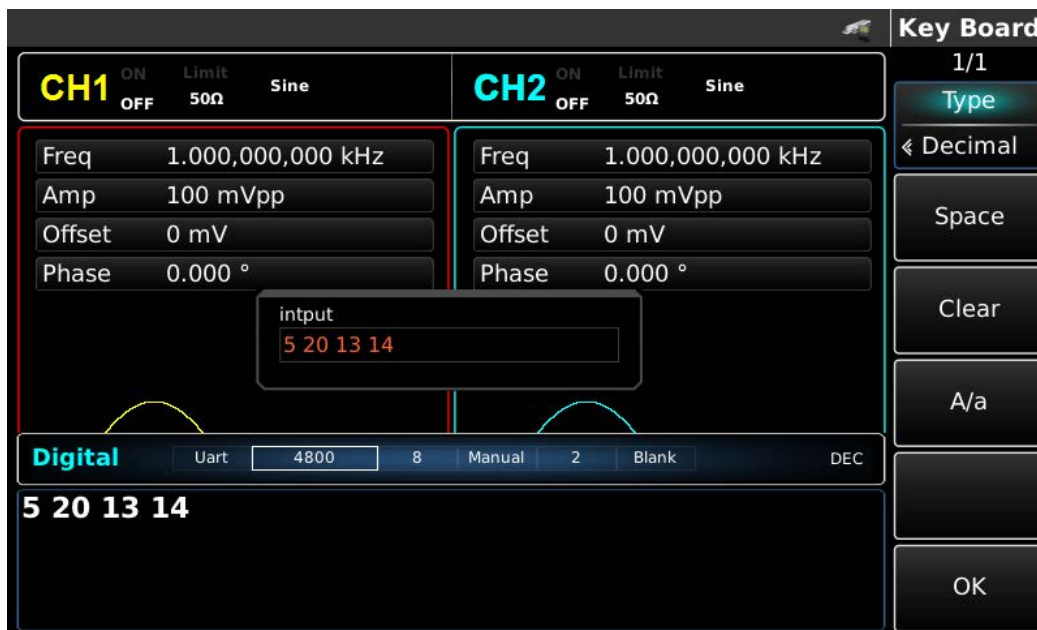 Key Board
1/1
CH1 ON OFF Limit 50Ω Sine
CH2 ON OFF Limit 50Ω Sine
Type
« Decimal
Freq 1.000,000,000 kHz
Amp 100 mVpp
Offset 0 mV
Phase 0.000 °
Freq 1.000,000,000 kHz
Amp 100 mVpp
Offset 0 mV
Phase 0.000 °
Space
Clear
A/a
OK
intput
5 20 13 14
Digital Uart 4800 8 Manual 2 Blank DEC
5 20 13 14